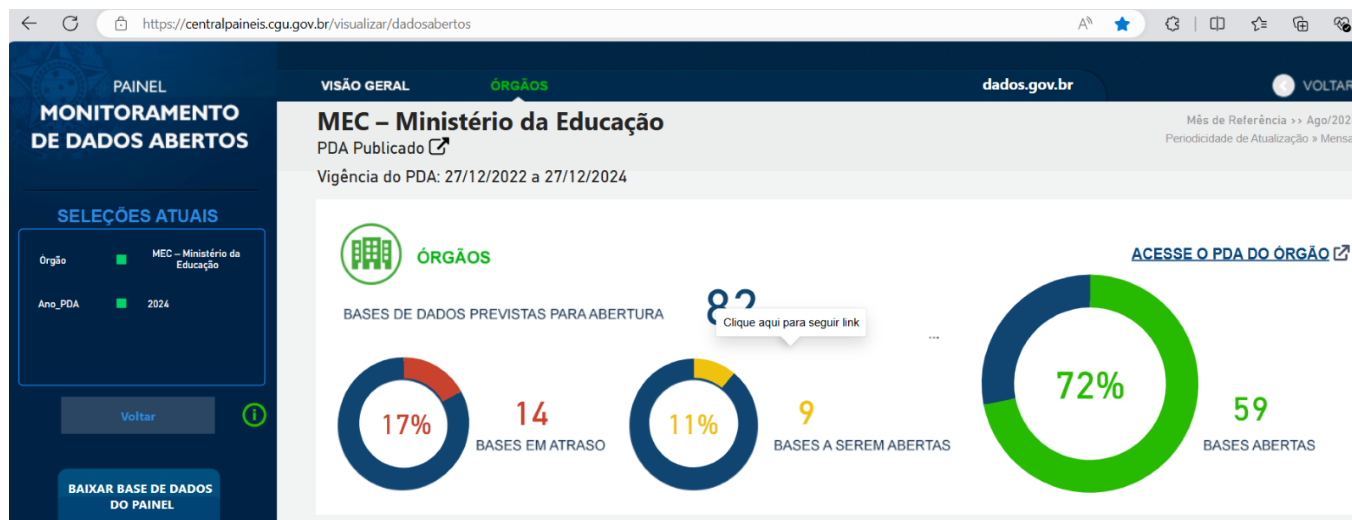 https://centralpaineis.cgu.gov.br/visualizar/dadosabertos
PAINEL
MONITORAMENTO
DE DADOS ABERTOS
SELEÇÕES ATUAIS
Órgão
MEC – Ministério da
Educação
Ano_PDA
2024
Voltar
BAIXAR BASE DE DADOS
DO PAINEL
VISÃO GERAL
ÓRGÃOS
dados.gov.br
VOLTAR
MEC – Ministério da Educação
PDA Publicado
Vigência do PDA: 27/12/2022 a 27/12/2024
Mês de Referência >> Ago/202
Periodicidade de Atualização » Mensa
ÓRGÃOS
ACESSE O PDA DO ÓRGÃO
BASES DE DADOS PREVISTAS PARA ABERTURA
82
Clique aqui para seguir link
...
17%
14
BASES EM ATRASO
11%
9
BASES A SEREM ABERTAS
72%
59
BASES ABERTAS